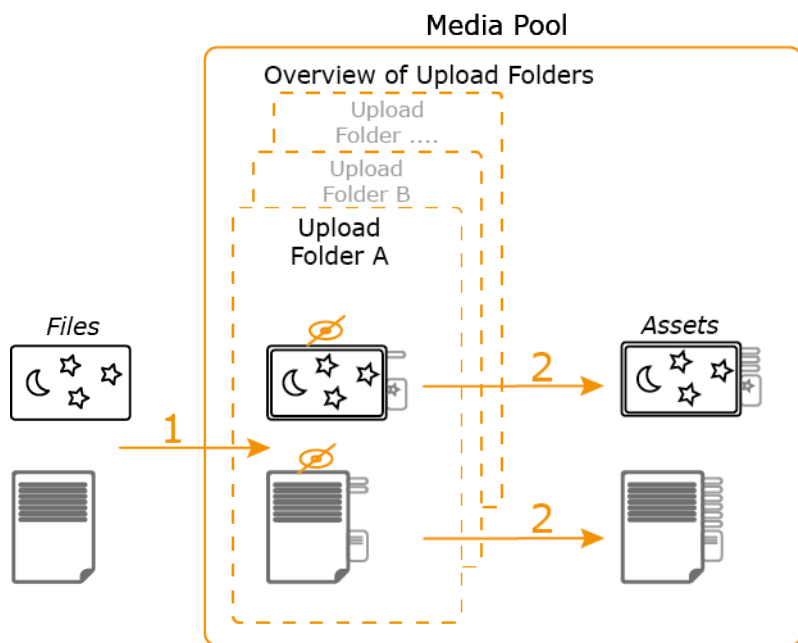 Media Pool
Overview of Upload Folders
Upload
Folder ....
Upload
Folder B
Upload
Folder A
Files
Assets
1
2
2